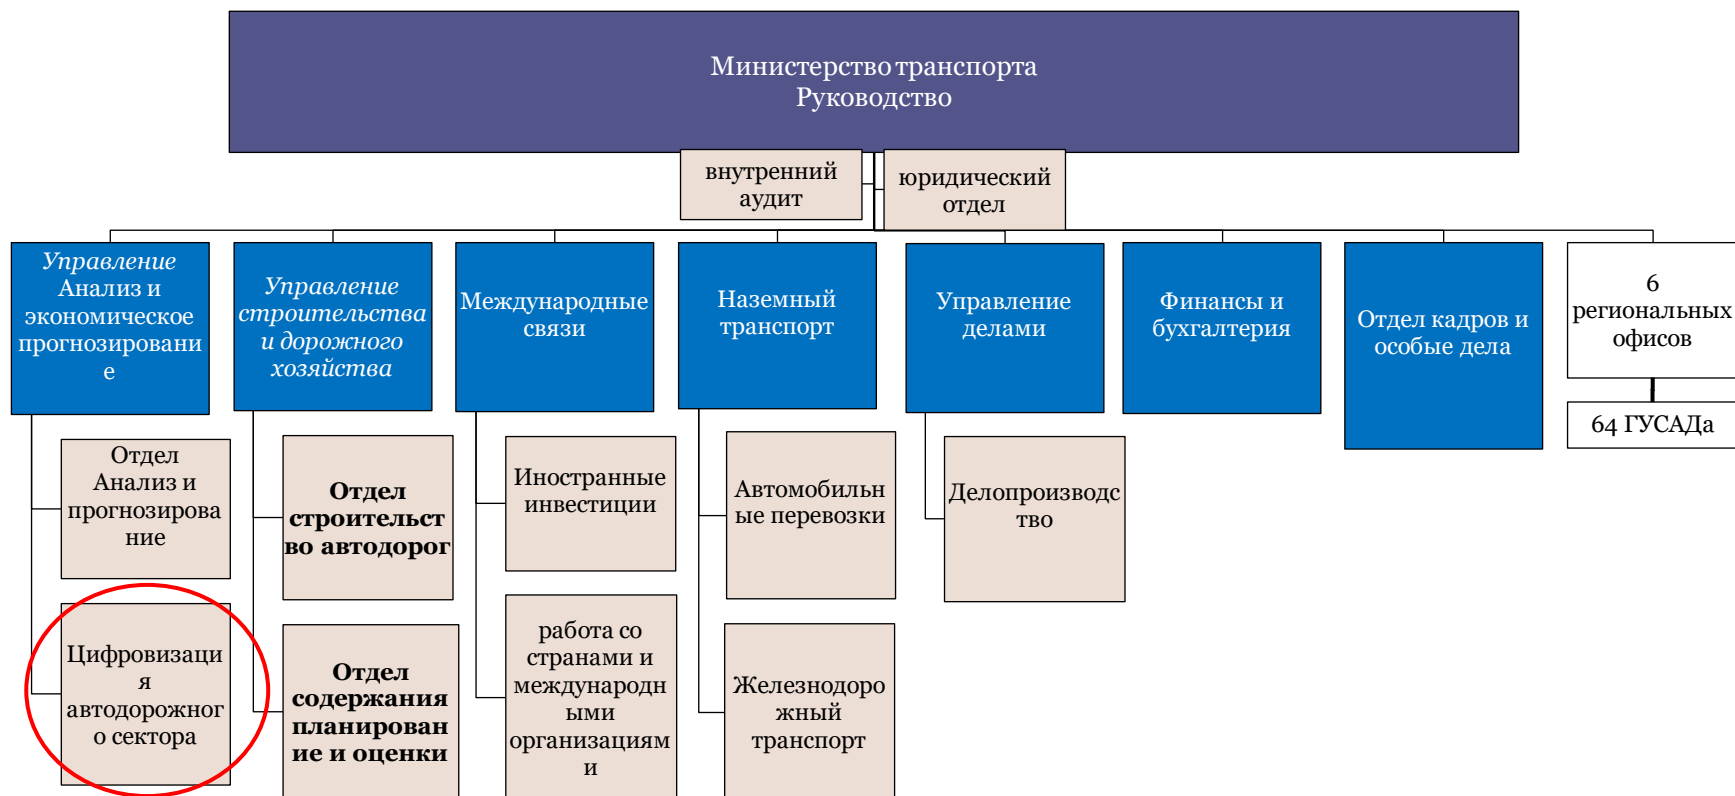 Министерство транспорта
Руководство
внутренний
аудит
юридический
отдел
Управление
Анализ и
экономическое
прогнозировани
е
Управление
строительства
и дорожного
хозяйства
Международные
связи
Наземный
транспорт
Управление
делами
Финансы и
бухгалтерия
Отдел кадров и
особые дела
6
региональных
офисов
64 ГУСАДа
Отдел
Анализ и
прогнозирова
ние
Отдел
строительст
во автодорог
Иностранные
инвестиции
Автомобильн
ые перевозки
Делопроизводс
тво
Цифровизаци
я
автодорожног
о сектора
Отдел
содержания
планирован
ие и оценки
работа со
странами и
международн
ыми
организациям
и
Железнодоро
жный
транспорт